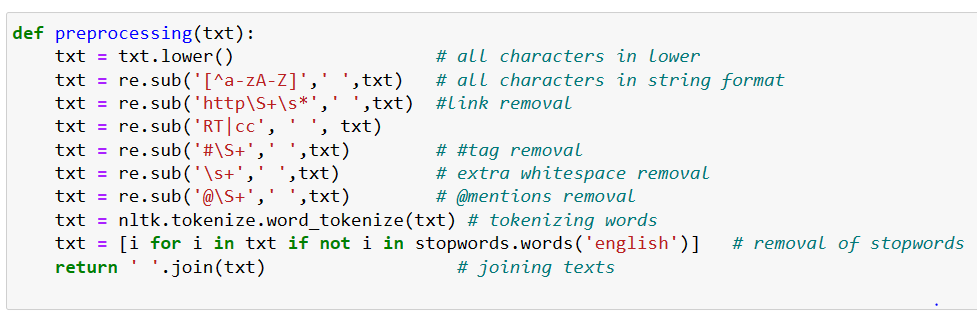 def preprocessing(txt):
    txt = txt.lower()                   # all characters in lower
    txt = re.sub('[^a-zA-Z]',' ',txt)   # all characters in string format
    txt = re.sub('http\S+\s*',' ',txt)  #link removal
    txt = re.sub('RT|cc', ' ', txt)
    txt = re.sub('#\S+',' ',txt)        # #tag removal
    txt = re.sub('\s+',' ',txt)         # extra whitespace removal
    txt = re.sub('@\S+',' ',txt)        # @mentions removal
    txt = nltk.tokenize.word_tokenize(txt) # tokenizing words
    txt = [i for i in txt if not i in stopwords.words('english')]   # removal of stopwords
    return ' '.join(txt)                  # joining texts